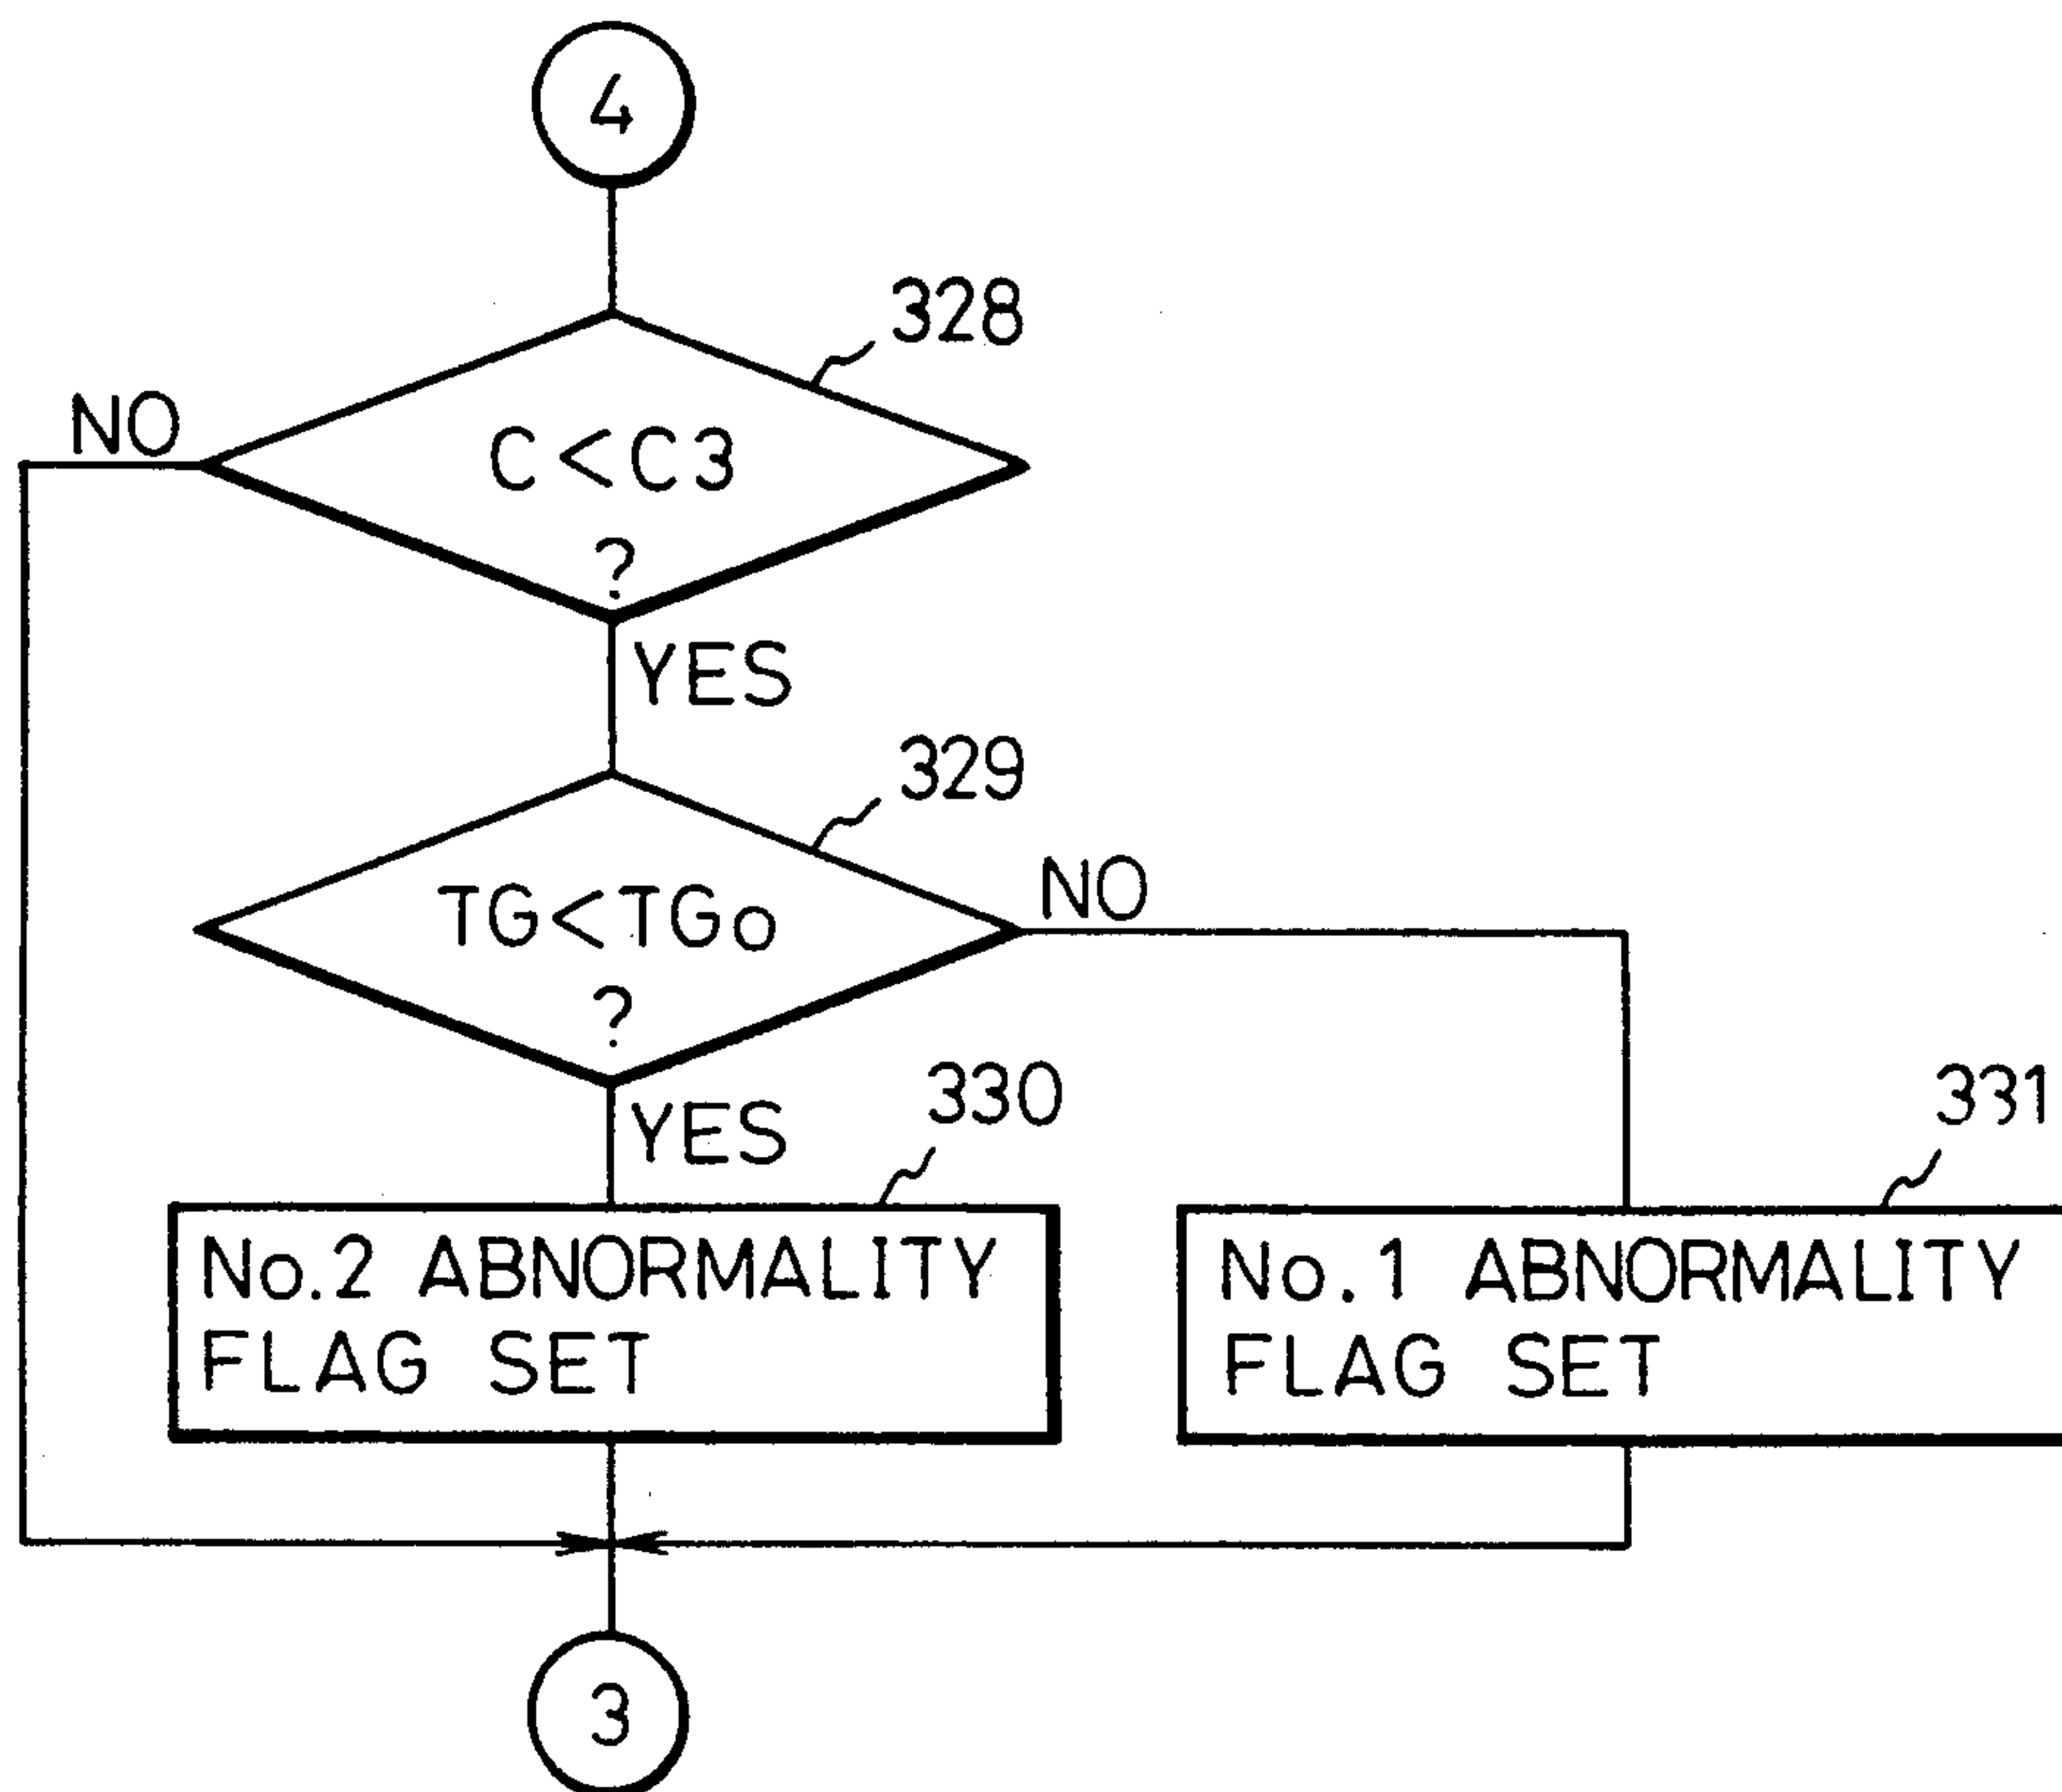 4
328
NO
C<C3
?
YES
329
TG<TGo
?
NO
YES
330
331
No.2 ABNORMALITY
FLAG SET
No.1 ABNORMALITY
FLAG SET
3